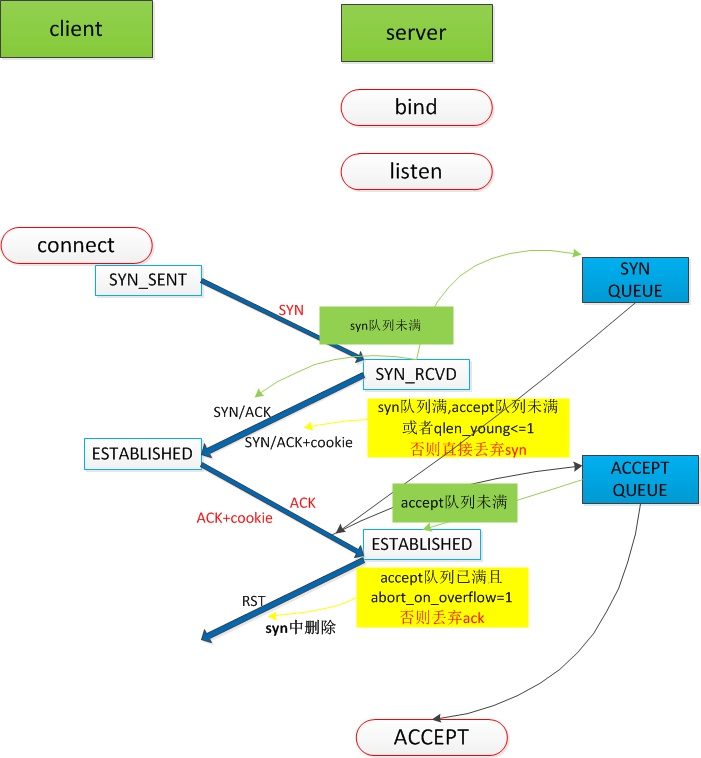 client
server
bind
listen
connect
SYN_SENT
SYN
QUEUE
SYN
syn队列未满
SYN_RCVD
SYN/ACK
syn队列满,accept队列未满
或者qlen_young<=1
否则直接丢弃syn
SYN/ACK+cookie
ESTABLISHED
ACCEPT
QUEUE
ACK
accept队列未满
ACK+cookie
ESTABLISHED
accept队列已满且
abort_on_overflow=1
否则丢弃ack
RST
syn中删除
ACCEPT